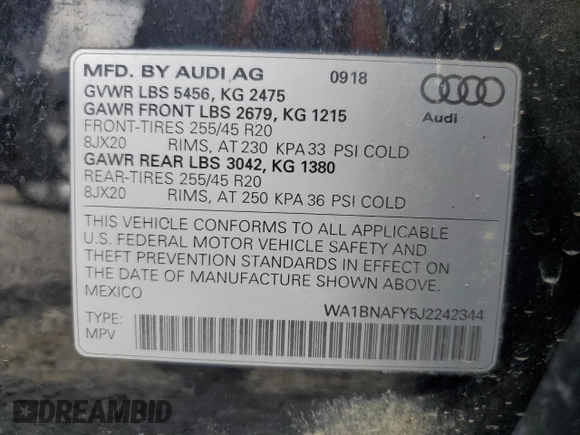 MFD. BY AUDI AG 0918
GVWR LBS 5456, KG 2475
GAWR FRONT LBS 2679, KG 1215
FRONT-TIRES 255/45 R20
8JX20 RIMS, AT 230 KPA 33 PSI COLD
GAWR REAR LBS 3042, KG 1380
REAR-TIRES 255/45 R20
8JX20 RIMS, AT 250 KPA 36 PSI COLD
Audi
THIS VEHICLE CONFORMS TO ALL APPLICABLE
U.S. FEDERAL MOTOR VEHICLE SAFETY AND
THEFT PREVENTION STANDARDS IN EFFECT ON
THE DATE OF MANUFACTURE SHOWN ABOVE.
MEXICO
WA1BNAFY5J2242344
TYPE:
MPV
DREAMBID